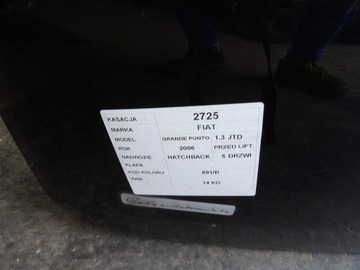 KASACJA 2725
MARKA FIAT
MODEL GRANDE PUNTO 1.3 JTD
ROK 2006 PRZED LIFT.
NADWOZIE HATCHBACK 5 DRZWI
KLAPA
KOD KOLORU 891/B
INNE 14 KG